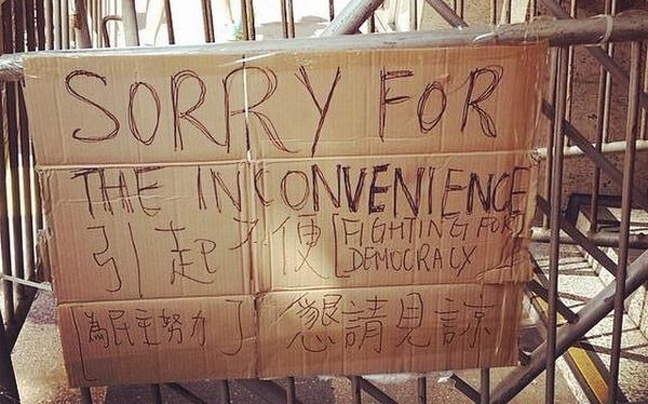 SORRY FOR
THE INCONVENIENCE
引起不便 [FIGHTING FOR
DEMOCRACY
[為民主努力] 懇請見諒